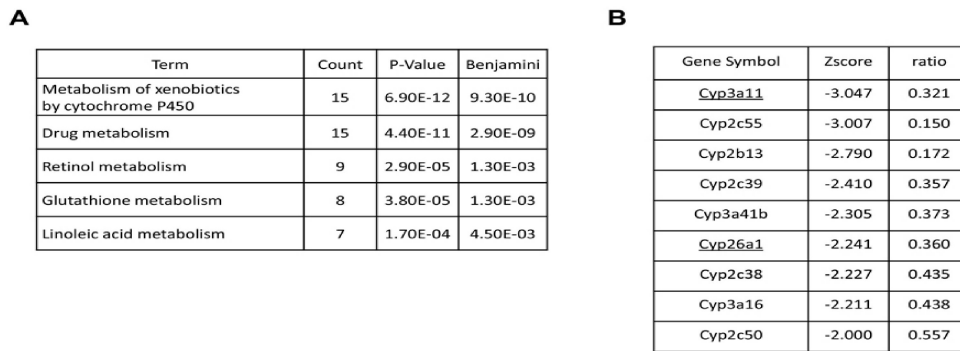 A
Term Count P-Value Benjamini
Metabolism of xenobiotics
by cytochrome P450 15 6.90E-12 9.30E-10
Drug metabolism 15 4.40E-11 2.90E-09
Retinol metabolism 9 2.90E-05 1.30E-03
Glutathione metabolism 8 3.80E-05 1.30E-03
Linoleic acid metabolism 7 1.70E-04 4.50E-03
B
Gene Symbol Zscore ratio
Cyp3a11 -3.047 0.321
Cyp2c55 -3.007 0.150
Cyp2b13 -2.790 0.172
Cyp2c39 -2.410 0.357
Cyp3a41b -2.305 0.373
Cyp26a1 -2.241 0.360
Cyp2c38 -2.227 0.435
Cyp3a16 -2.211 0.438
Cyp2c50 -2.000 0.557